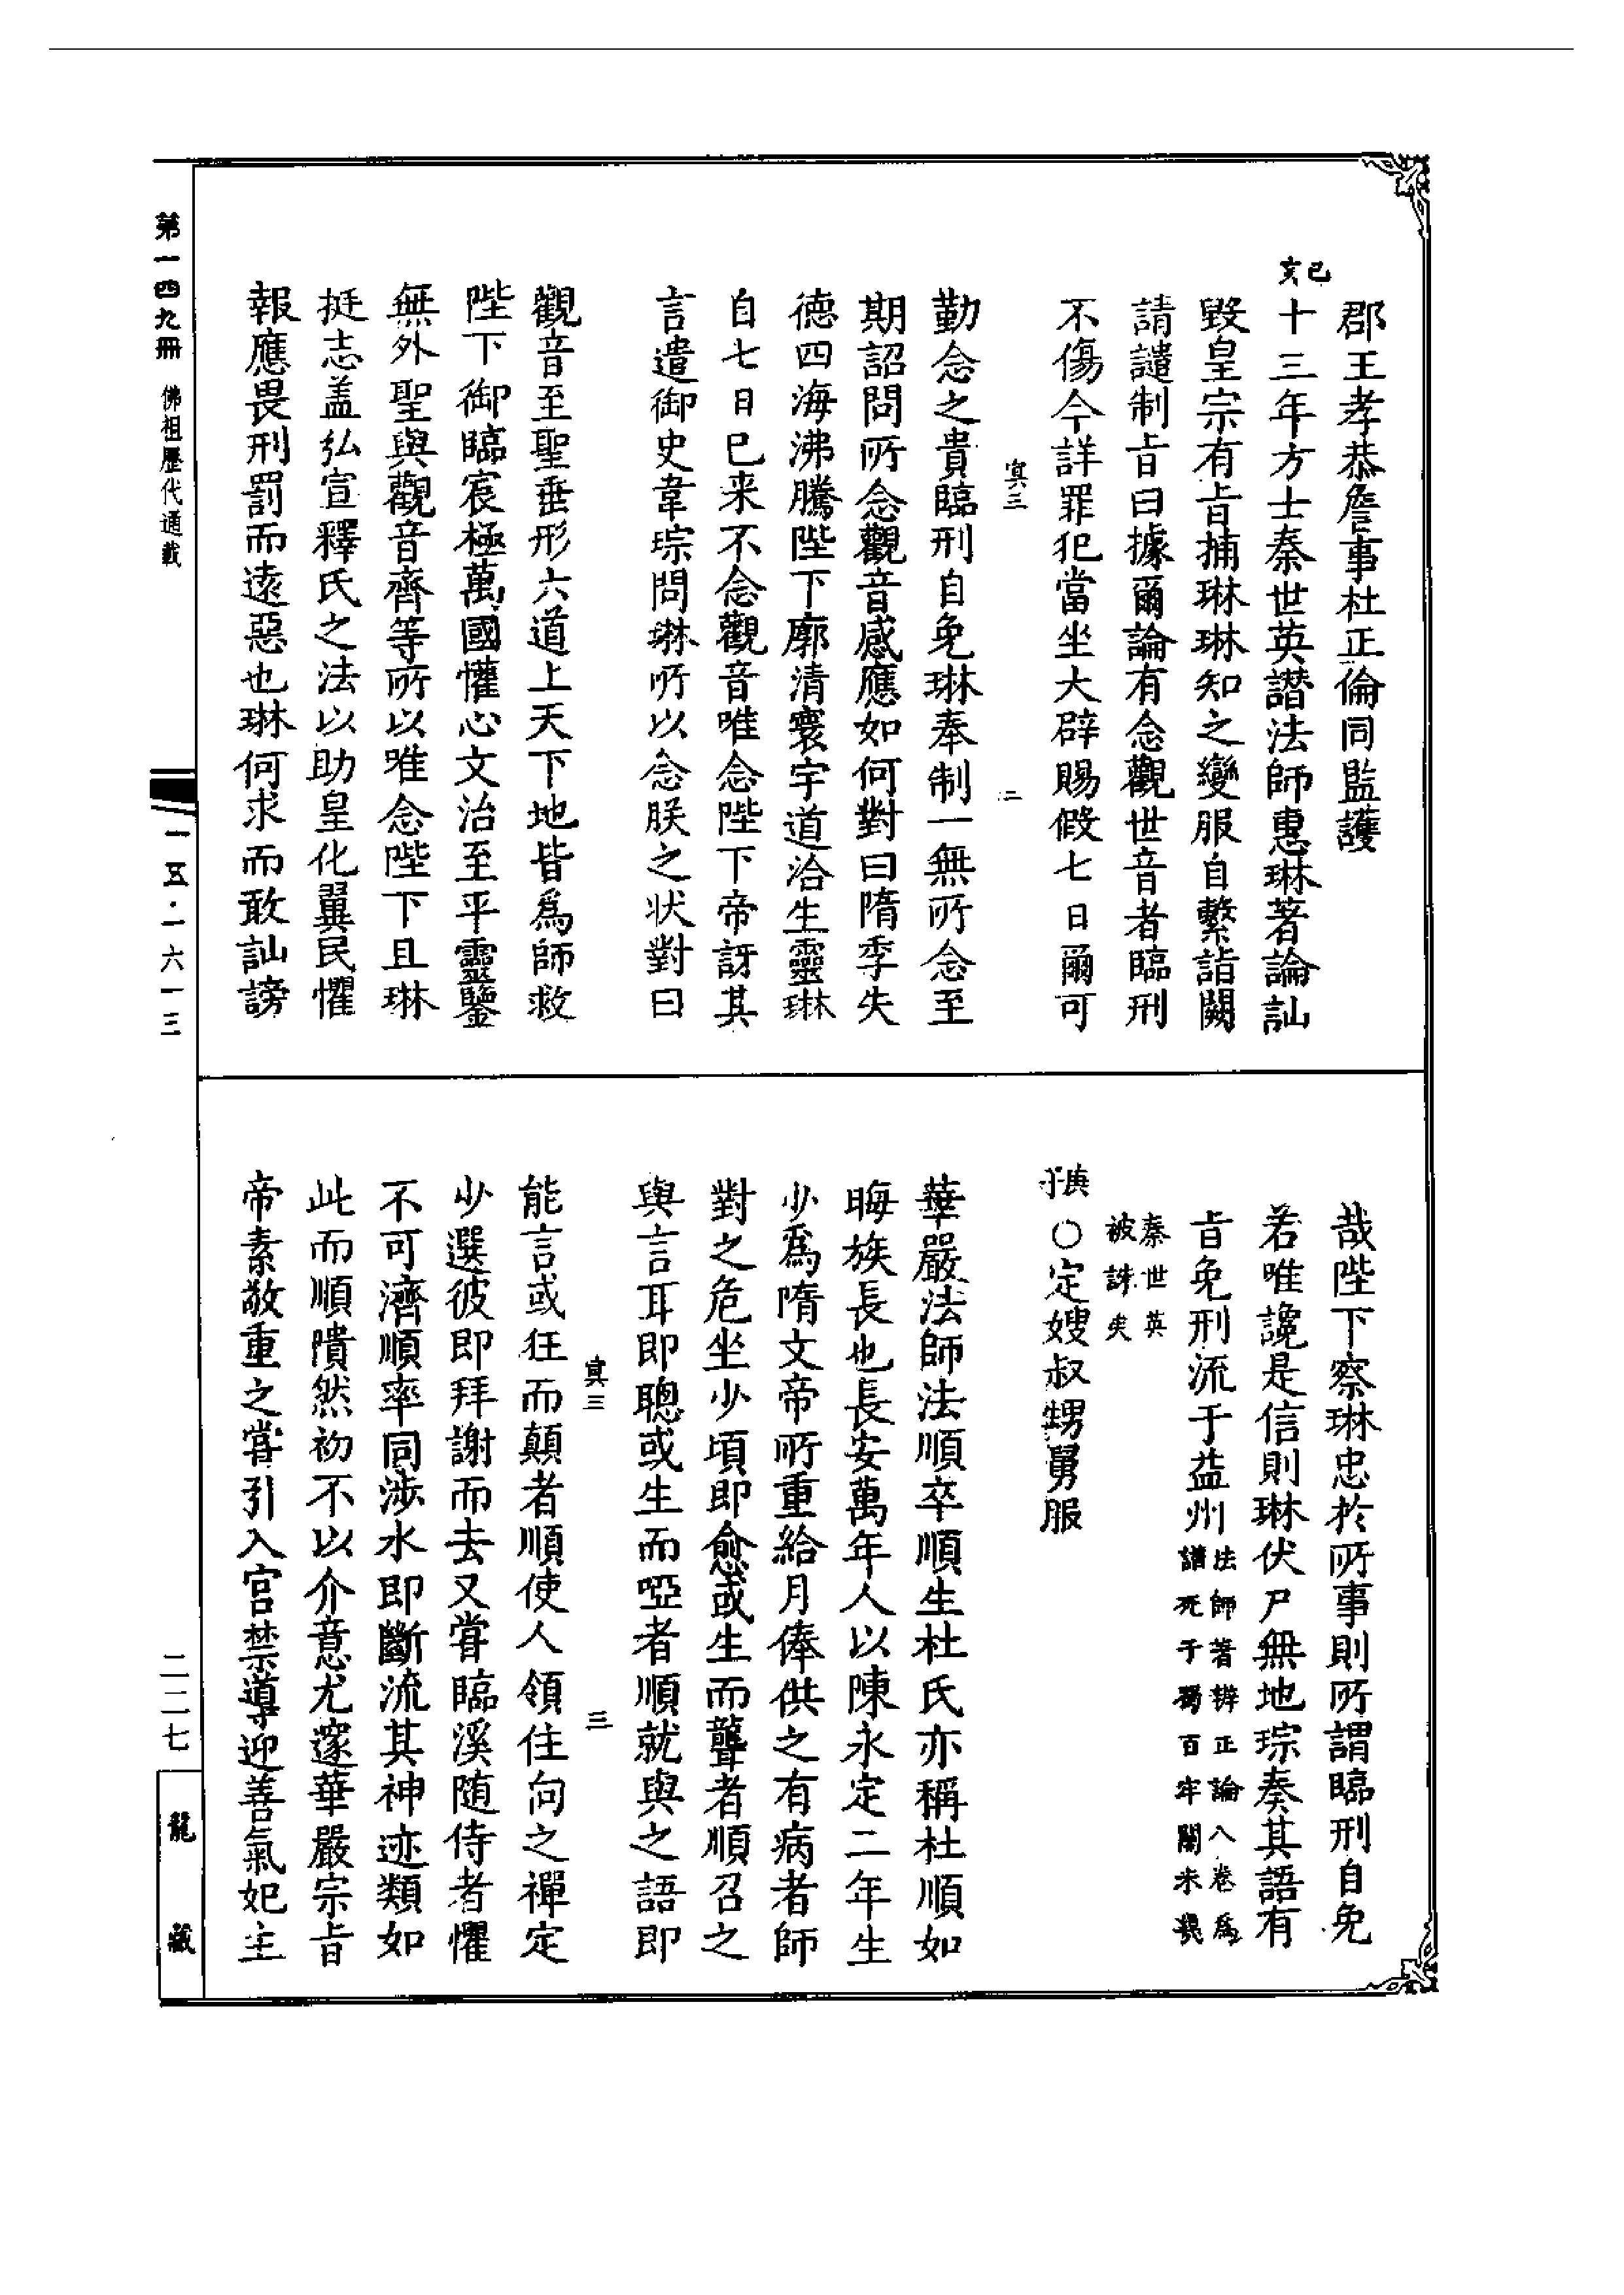 郡王孝恭詹事杜正倫同監護
己亥
十三年方士秦世英譖法師惠琳著論訕
毀皇宗有旨捕琳琳知之變服自繫詣闕
請譴制旨曰據爾論有念觀世音者臨刑
不傷今詳罪犯當坐大辟賜假七日爾可
冥三 二
勤念之貴臨刑自免琳奉制一無所念至
期詔問所念觀音感應如何對曰隋季失
德四海沸騰陛下廓清寰宇道洽生靈琳
自七日已来不念觀音唯念陛下帝訝其
言遣御史韋琮問琳所以念朕之狀對曰
觀音至聖垂形六道上天下地皆為師救
陛下御臨宸極萬國懽心文治至平靈鑒
無外聖與觀音齊等所以唯念陛下且琳
挺志盖弘宣釋氏之法以助皇化翼民懼
報應畏刑罰而遠惡也琳何求而敢訕謗
哉陛下察琳忠於所事則所謂臨刑自免
若唯讒是信則琳伏尸無地琮奏其語有
旨免刑流于益州法師著辯正論八卷為
譖死于蜀百牢關未幾
秦世英
被誅矣
庚子
○定嫂叔甥舅服
華嚴法師法順卒順生杜氏亦稱杜順如
晦族長也長安萬年人以陳永定二年生
少為隋文帝所重給月俸供之有病者師
對之危坐少頃即愈或生而聾者順召之
與言耳即聰或生而啞者順就與之語即
冥三 三
能言或狂而顛者順使人領住向之禪定
少選彼即拜謝而去又甞臨溪随侍者懼
不可濟順率同涉水即斷流其神迹類如
此而順隤然初不以介意尤邃華嚴宗旨
帝素敬重之甞引入宮禁導迎善氣妃主
第一四九冊 佛祖歷代通載
一五·一六一三
二二七
龍藏